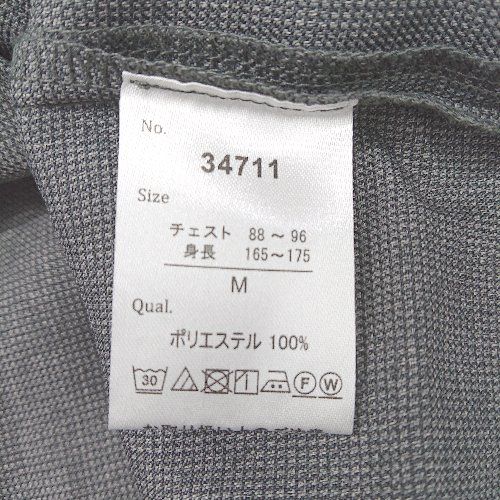 No.
34711
Size
チェスト 88～96
身長 165～175
M
Qual.
ポリエステル 100%
30 F W